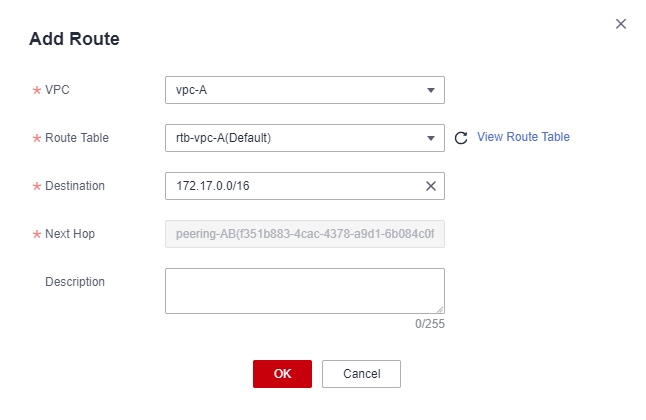 Add Route
* VPC
vpc-A
* Route Table
rtb-vpc-A(Default)
View Route Table
* Destination
172.17.0.0/16
* Next Hop
peering-AB(f351b883-4cac-4378-a9d1-6b084c0f
Description
0/255
OK
Cancel